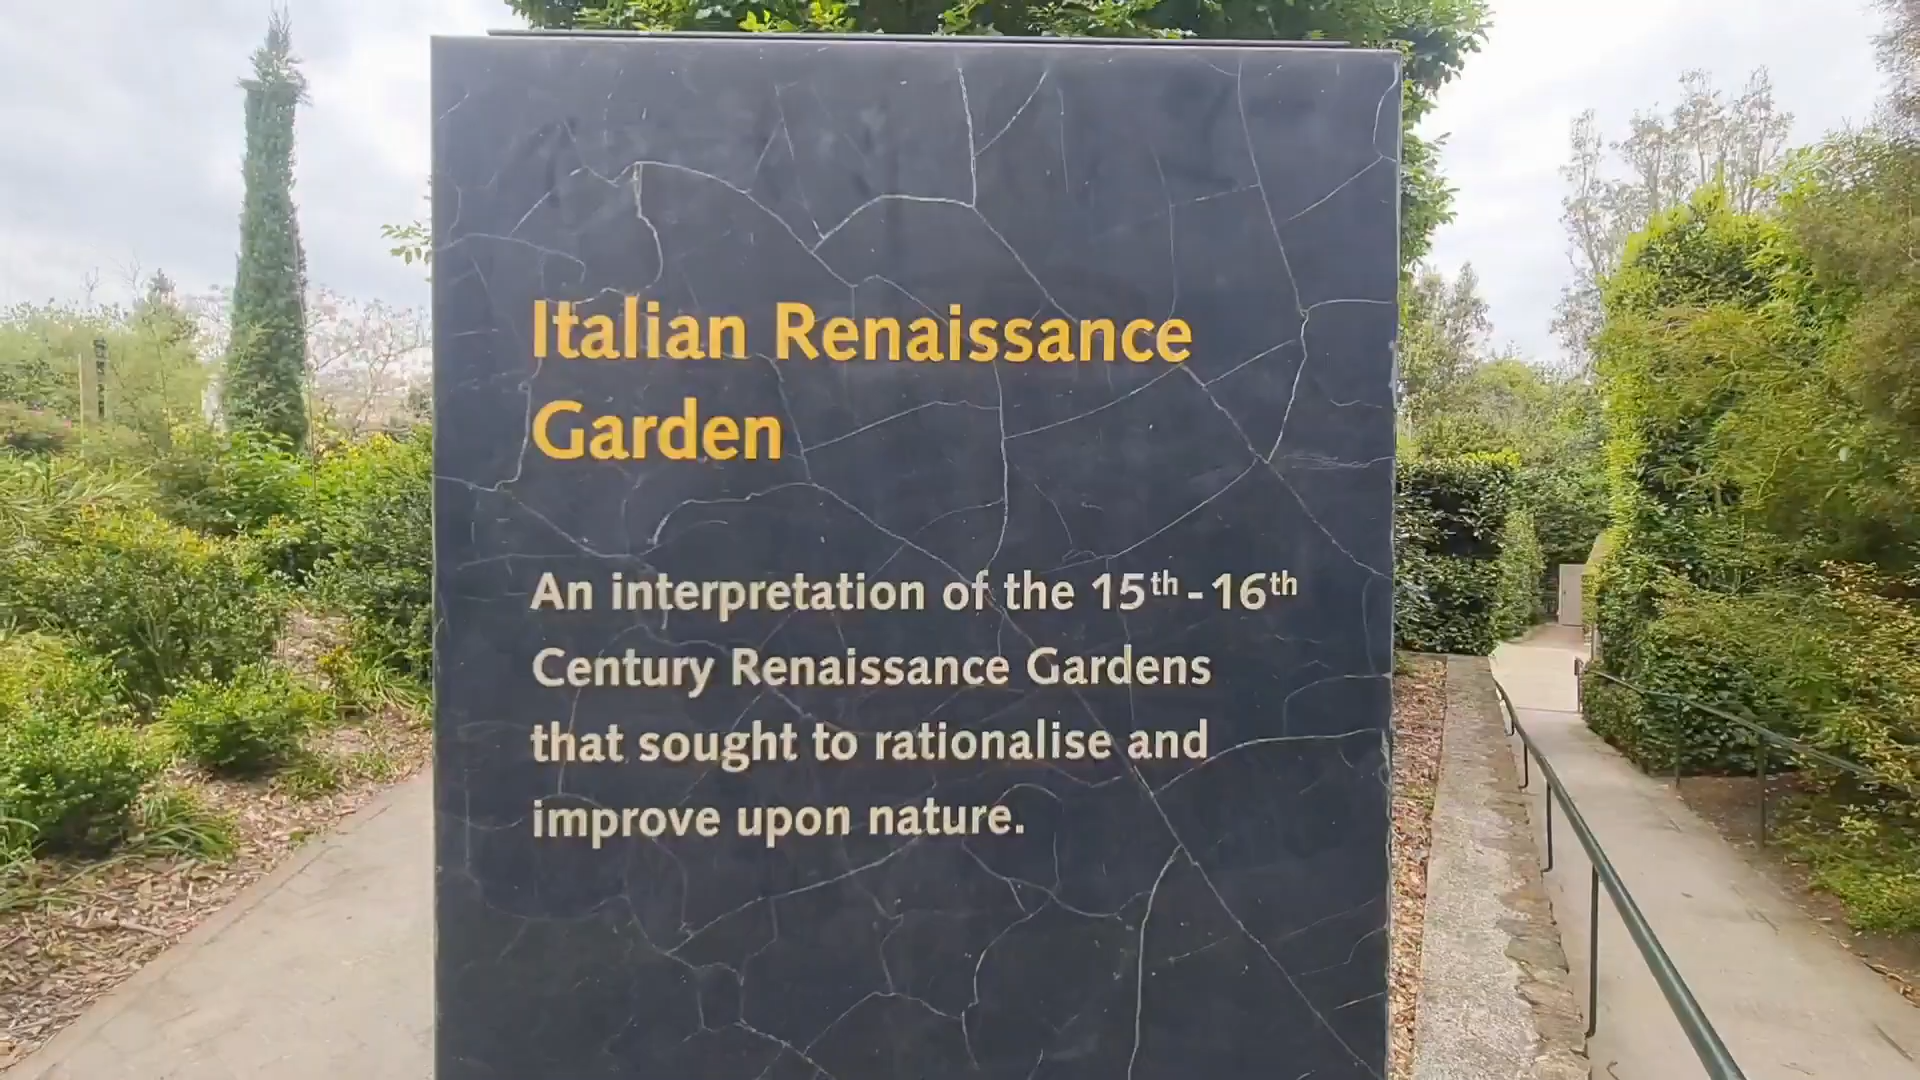 Italian Renaissance
Garden
An interpretation of the 15th - 16th
Century Renaissance Gardens
that sought to rationalise and
improve upon nature.